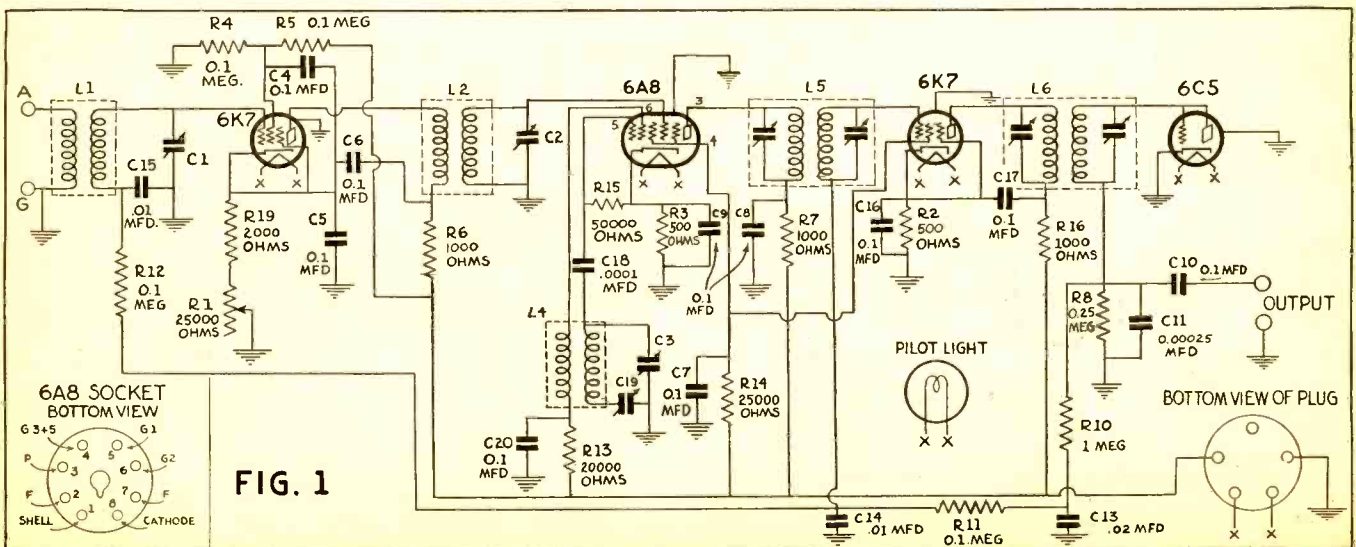 R4
0.1
MEG.
R5 0.1 MEG
C4
0.1 MFD
A
G
L1
C1
C15
.01
MFD.
6K7
C6
0.1
MFD
R19
2000
OHMS
C5
0.1
MFD
R12
0.1
MEG
R1
25000
OHMS
L2
C2
R6
1000
OHMS
6A8
6
5
3
4
R15
50000
OHMS
R3
500
OHMS
C9
C8
0.1
MFD
C18
.0001
MFD
L4
C3
C19
C20
0.1
MFD
R13
20000
OHMS
C7
0.1
MFD
R14
25000
OHMS
L5
R7
1000
OHMS
C14
.01 MFD
6K7
C16
0.1
MFD
R2
500
OHMS
C17
0.1
MFD
L6
R16
1000
OHMS
6C5
X X
X X
X X
X X
PILOT LIGHT
X X
R8
0.25
MEG
C10
0.1 MFD
OUTPUT
C11
0.00025
MFD
R10
1 MEG
R11
0.1 MEG
C13
.02 MFD
BOTTOM VIEW OF PLUG
X X
6A8 SOCKET
BOTTOM VIEW
G3+5
G1
P
G2
F
F
SHELL
CATHODE
4 5
3 6
2 7
1 8
FIG. 1